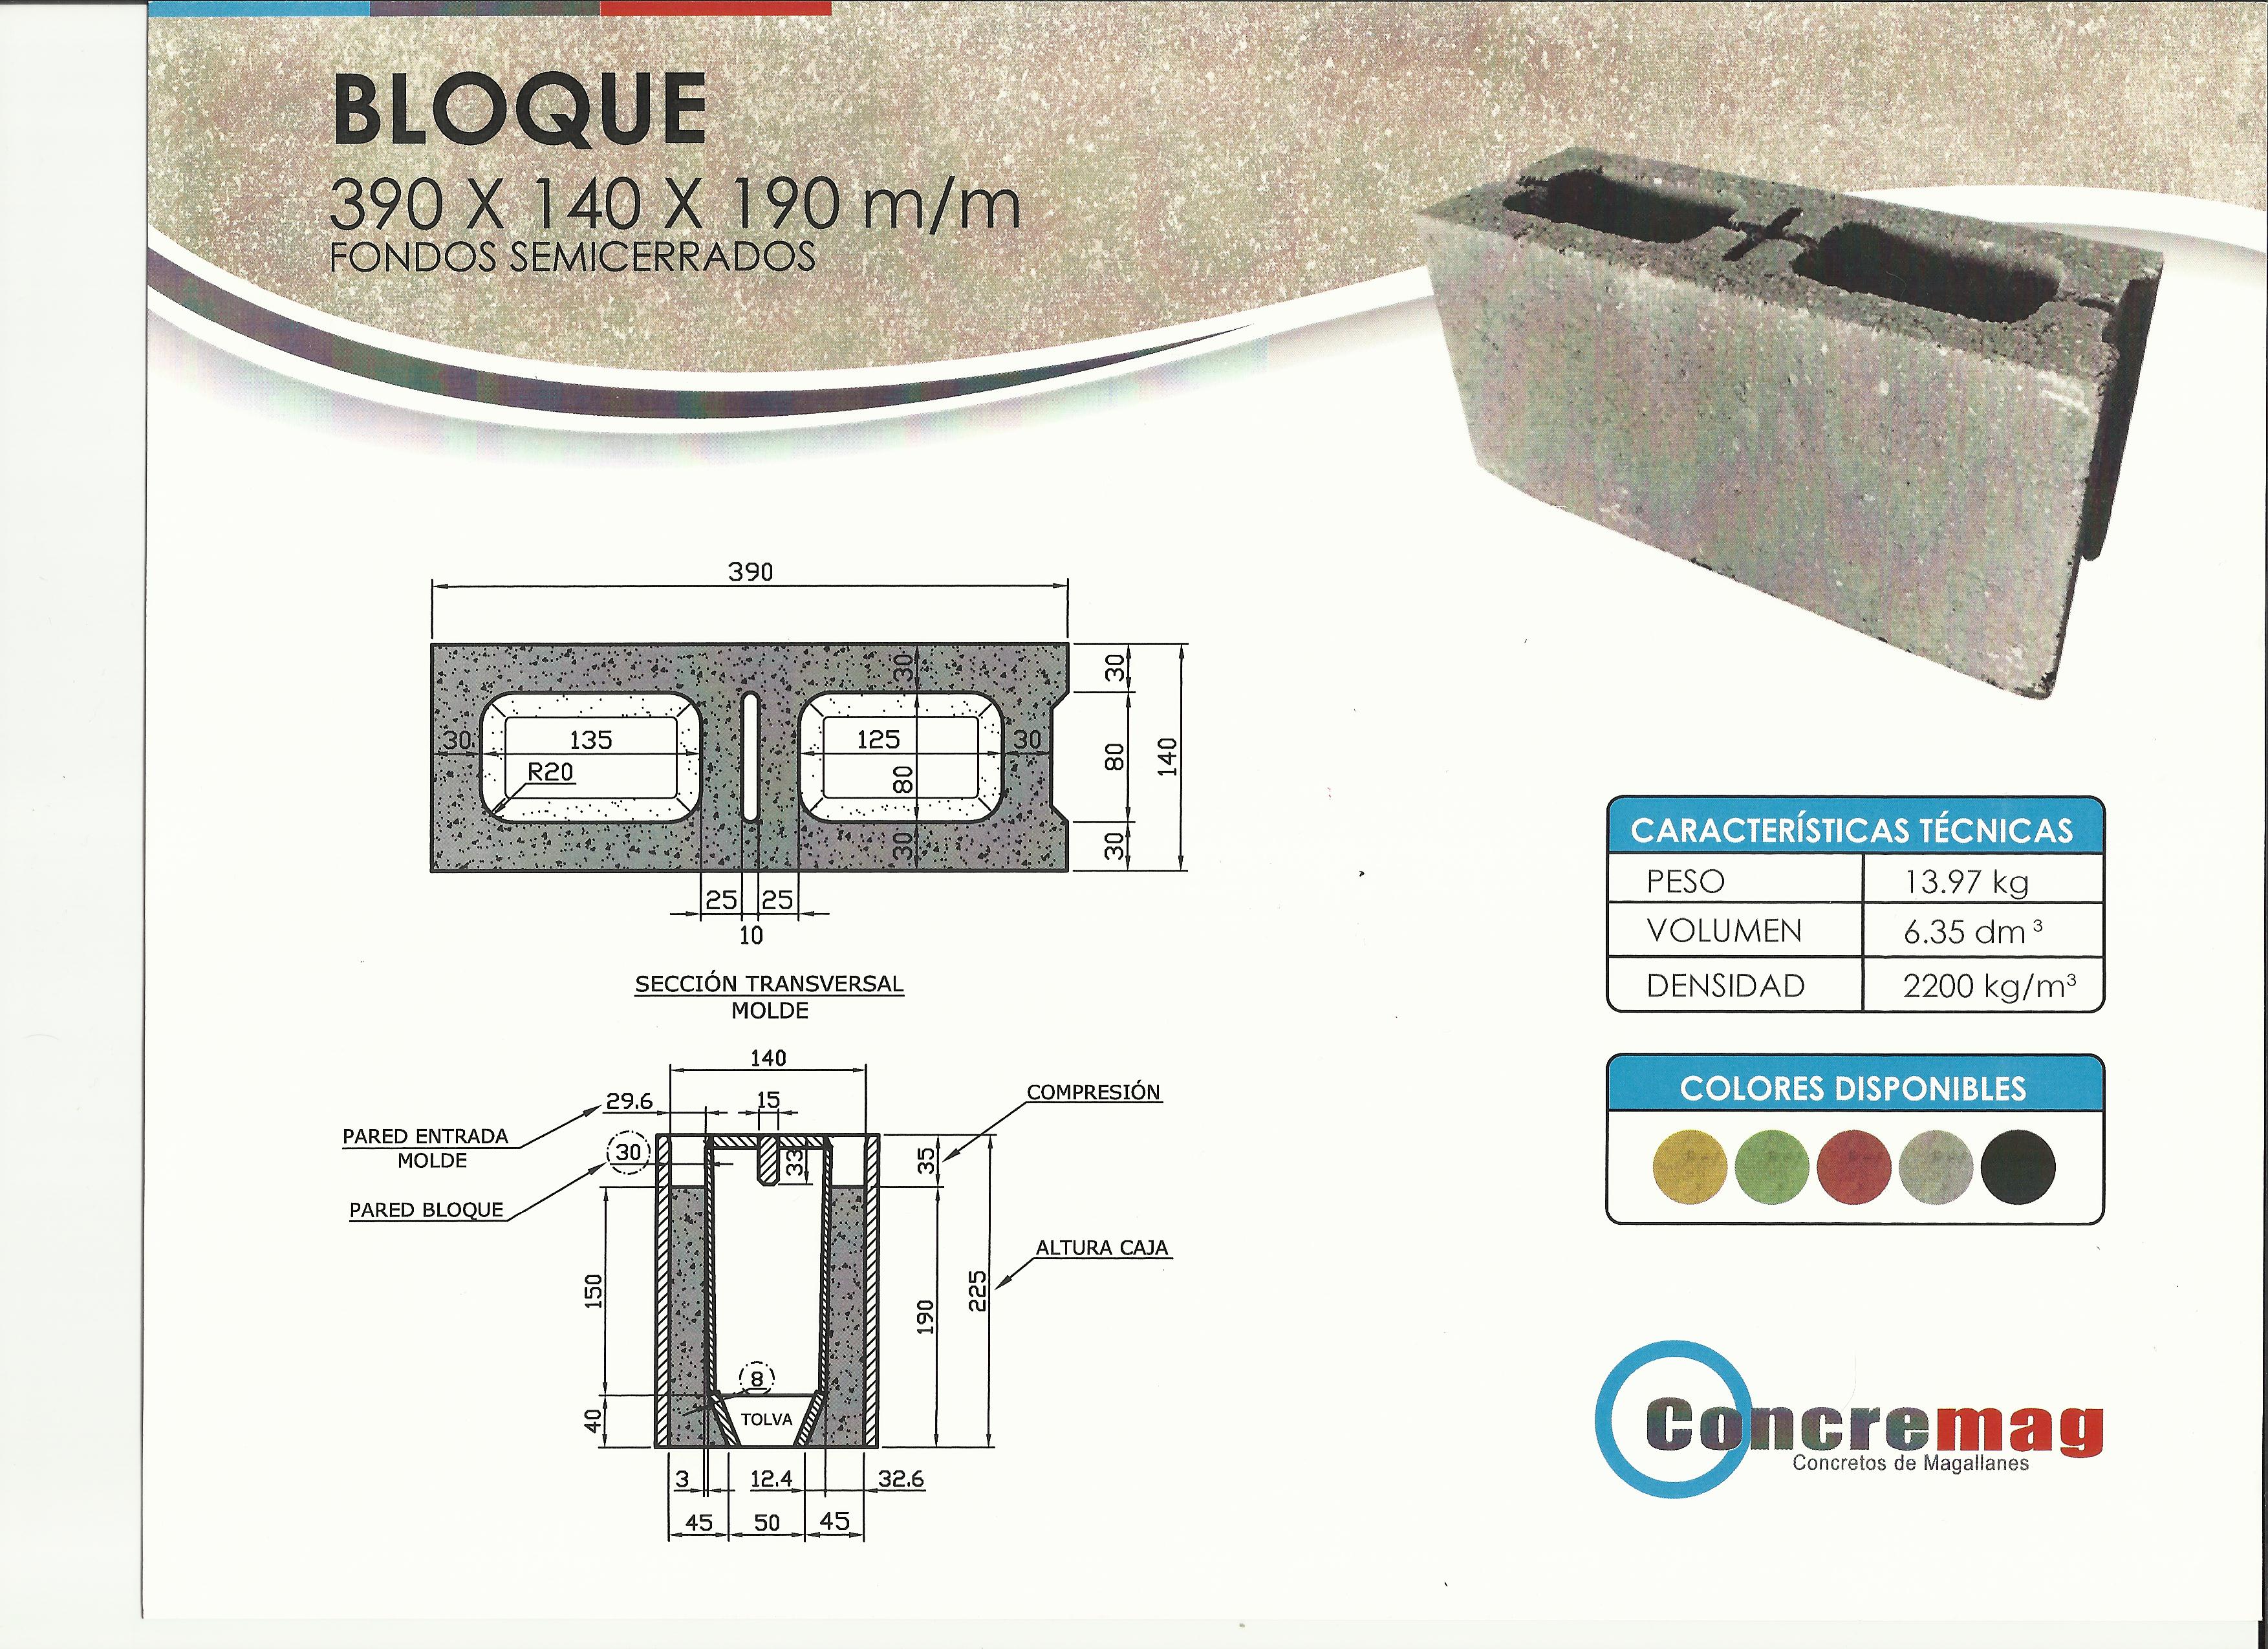 BLOQUE
390 X 140 X 190 m/m
FONDOS SEMICERRADOS
390
30
30
135
125
30
30
80
140
R20
80
30
30
25
25
10
SECCIÓN TRANSVERSAL
MOLDE
140
29.6
15
COMPRESIÓN
PARED ENTRADA
MOLDE
30
33
35
PARED BLOQUE
ALTURA CAJA
150
190
225
8
40
TOLVA
3
12.4
32.6
45
50
45
CARACTERÍSTICAS TÉCNICAS
PESO 13.97 kg
VOLUMEN 6.35 dm³
DENSIDAD 2200 kg/m³
COLORES DISPONIBLES
Concremag
Concretos de Magallanes